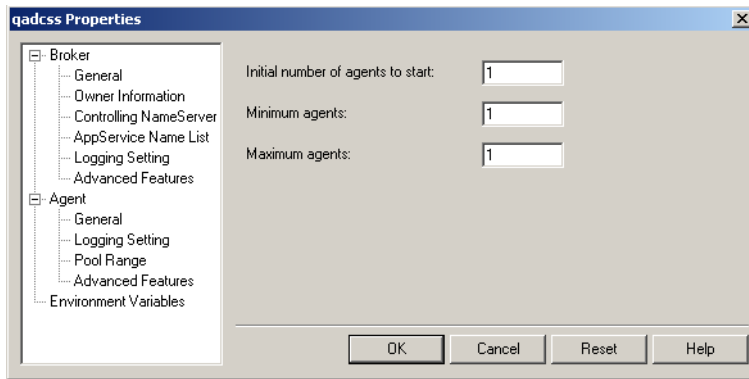 qadcss Properties
Broker
General
Owner Information
Controlling NameServer
AppService Name List
Logging Setting
Advanced Features
Agent
General
Logging Setting
Pool Range
Advanced Features
Environment Variables
Initial number of agents to start: 1
Minimum agents: 1
Maximum agents: 1
OK Cancel Reset Help